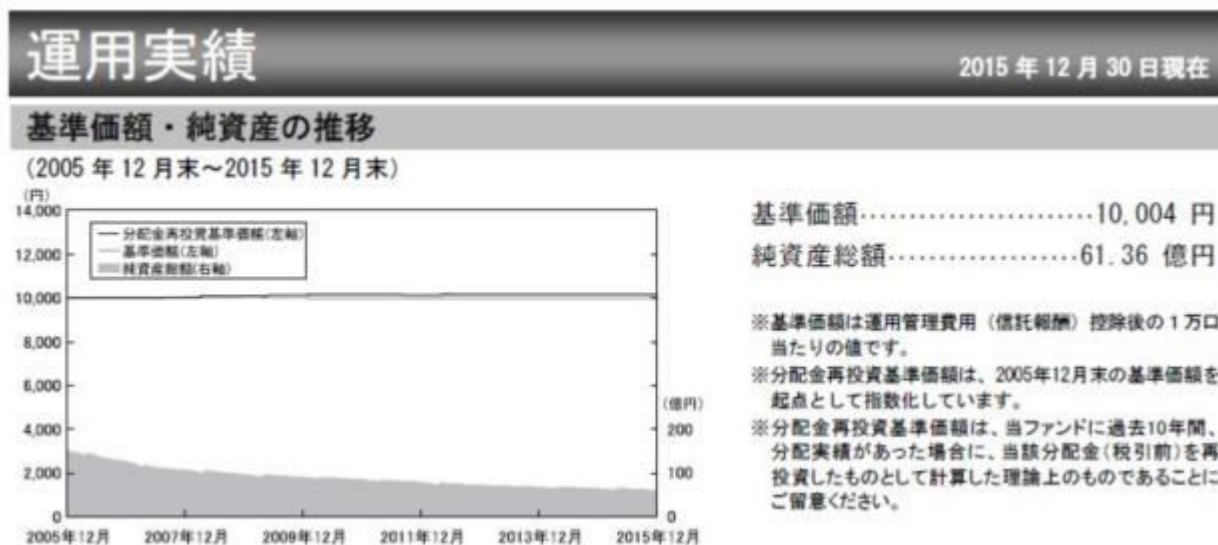 運用実績
2015 年 12 月 30 日現在
基準価額・純資産の推移
(2005 年 12 月末～2015 年 12 月末)
(円)
14,000
12,000
10,000
8,000
6,000
4,000
2,000
0
分配金再投資基準価額(左軸)
基準価額(左軸)
純資産総額(右軸)
(億円)
200
100
0
2005年12月 2007年12月 2009年12月 2011年12月 2013年12月 2015年12月
基準価額························10,004 円
純資産総額····················61.36 億円
※基準価額は運用管理費用（信託報酬）控除後の１万口
当たりの値です。
※分配金再投資基準価額は、2005年12月末の基準価額を
起点として指数化しています。
※分配金再投資基準価額は、当ファンドに過去10年間、
分配実績があった場合に、当該分配金(税引前)を再
投資したものとして計算した理論上のものであることに
ご留意ください。